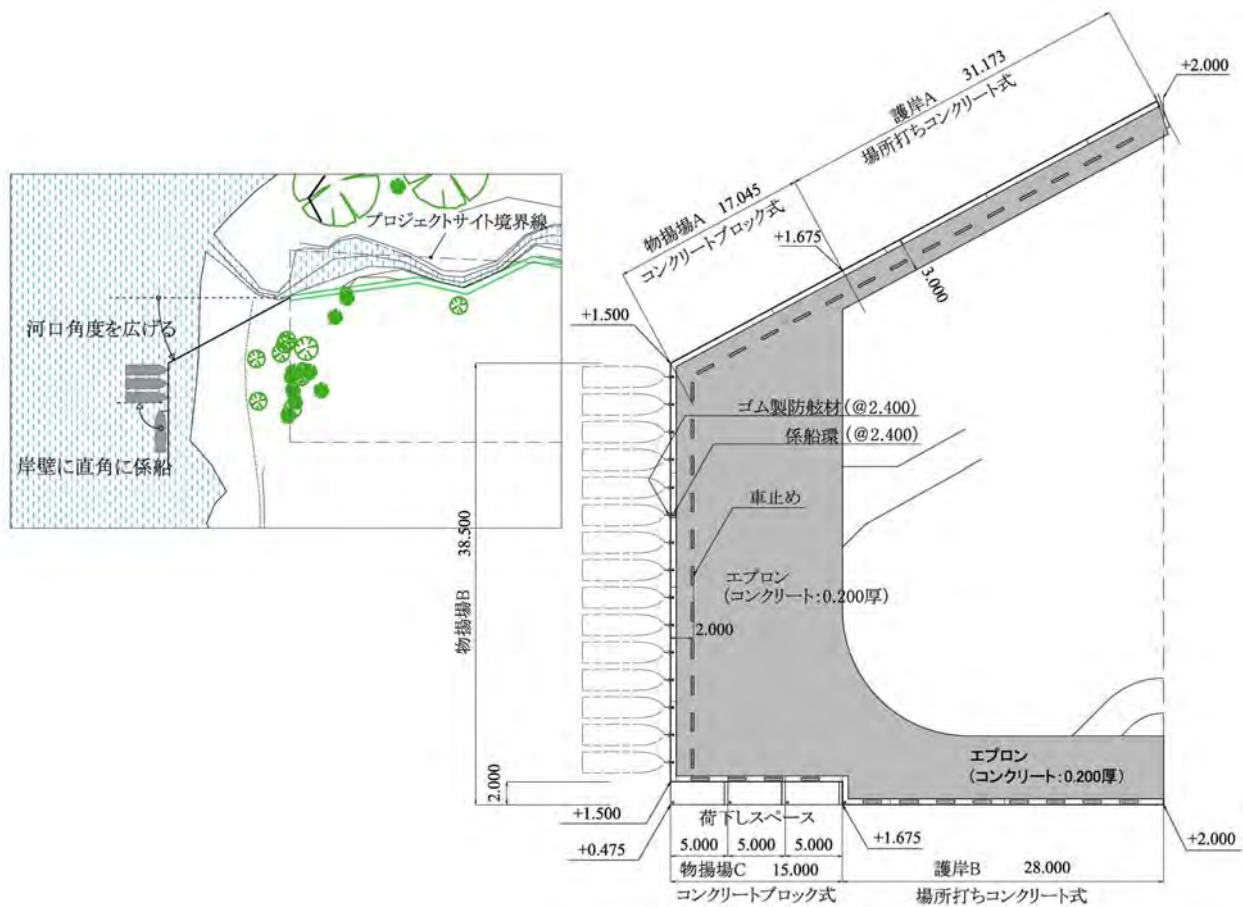 プロジェクトサイト境界線
河口角度を広げる
岸壁に直角に係船
護岸A 31.173
場所打ちコンクリート式
+2.000
物揚場A 17.045
コンクリートブロック式
+1.675
3.000
+1.500
ゴム製防舷材(@2.400)
係船環(@2.400)
車止め
エプロン
(コンクリート:0.200厚)
2.000
物揚場B 38.500
2.000
エプロン
(コンクリート:0.200厚)
+1.500
+0.475
荷下しスペース
5.000 5.000 5.000
+1.675
+2.000
物揚場C 15.000
コンクリートブロック式
護岸B 28.000
場所打ちコンクリート式